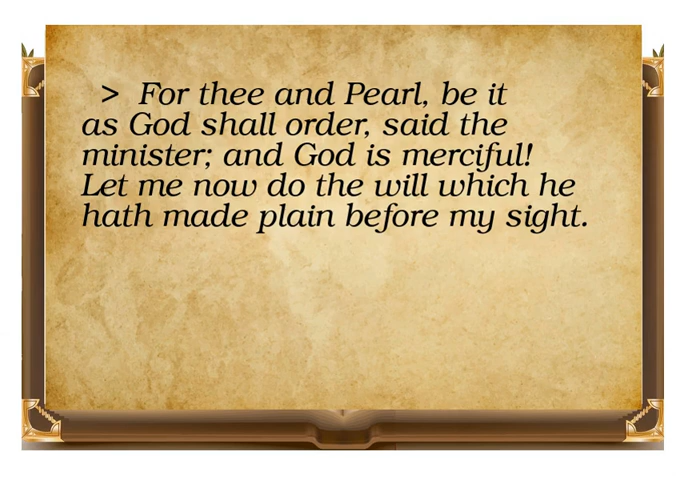 > For thee and Pearl, be it
as God shall order, said the
minister; and God is merciful!
Let me now do the will which he
hath made plain before my sight.